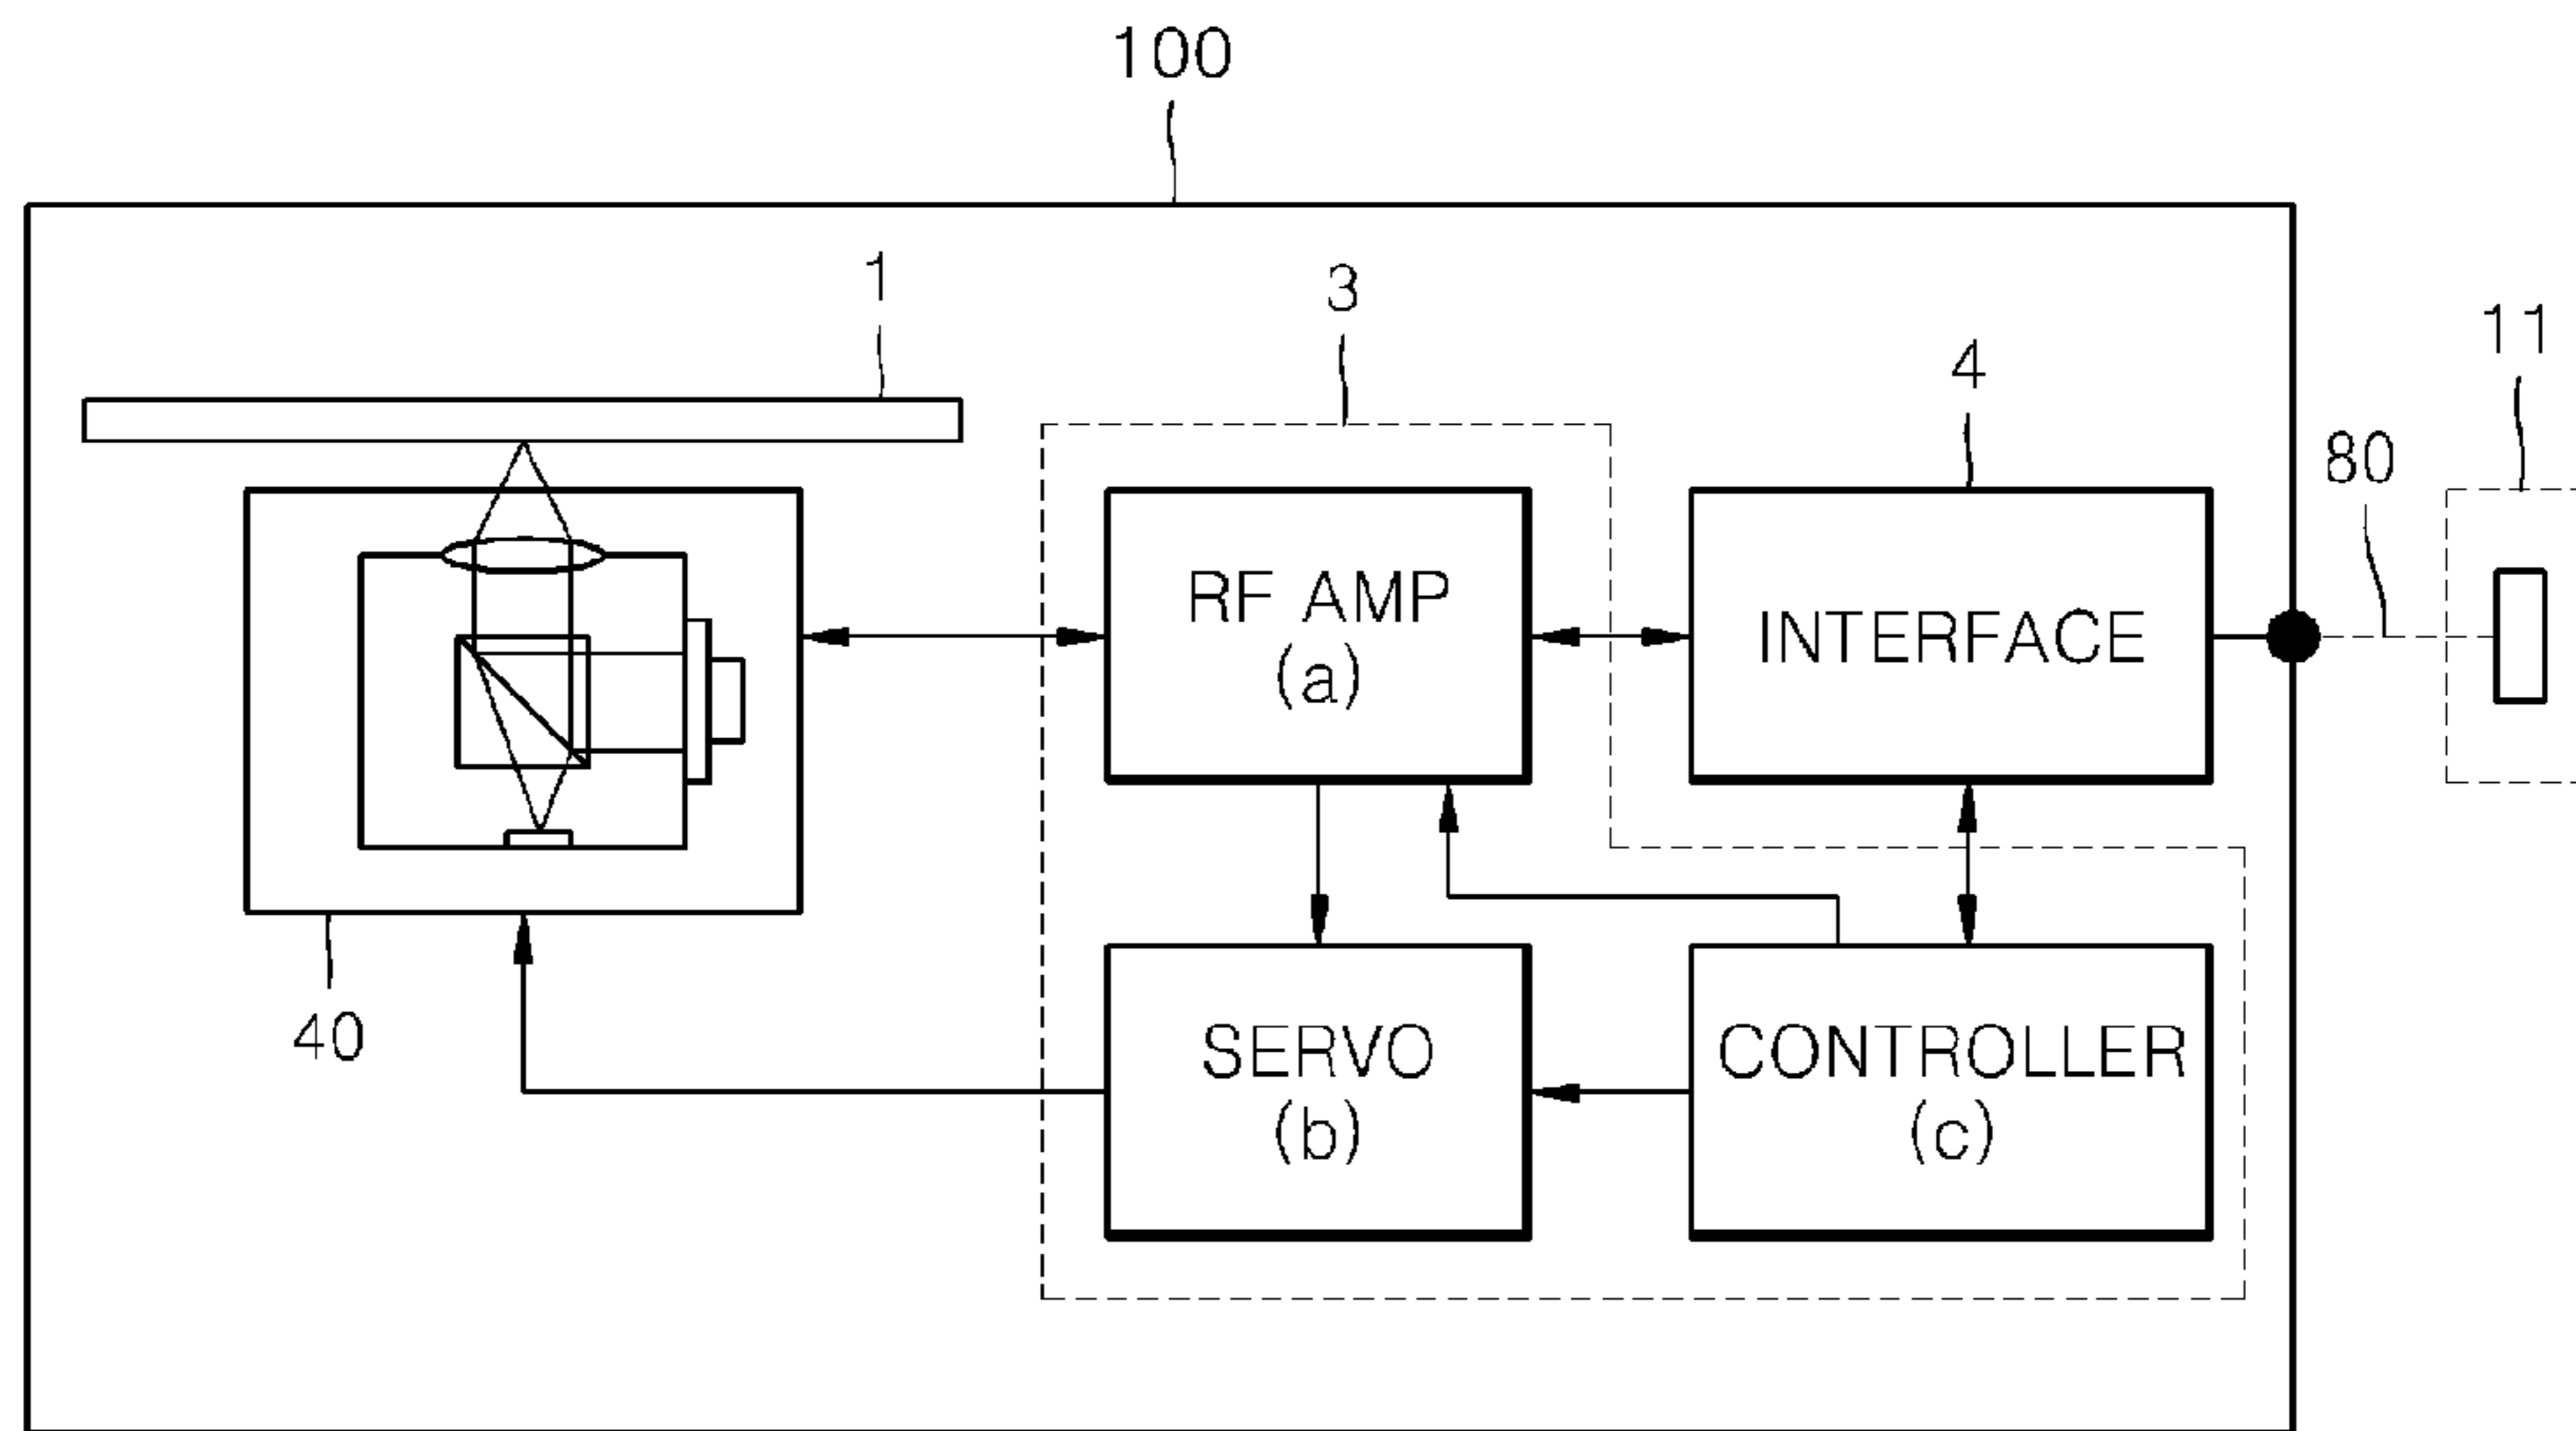 100
1
3
4
11
80
RF AMP
(a)
INTERFACE
40
SERVO
(b)
CONTROLLER
(c)